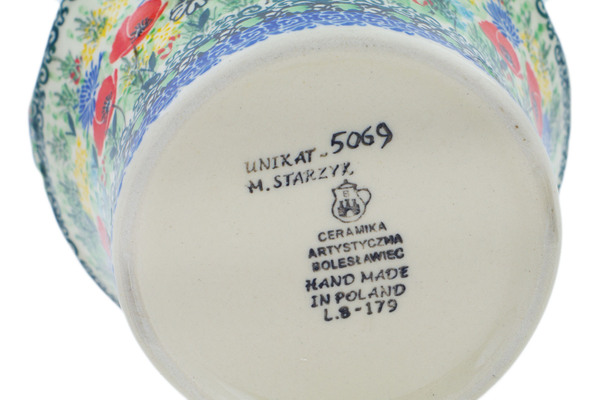 UNIKAT-5069
M. STARZYK
CERAMIKA
ARTYSTYCZNA
BOLESŁAWIEC
HAND MADE
IN POLAND
L.B-179